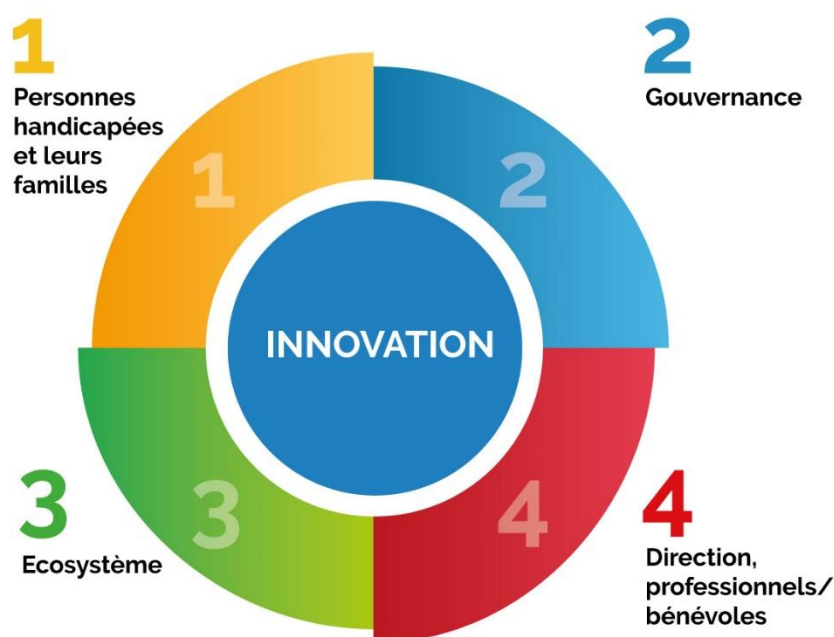 1
Personnes
handicapées
et leurs
familles
2
Gouvernance
1
2
INNOVATION
3
4
3
Ecosystème
4
Direction,
professionnels/
bénévoles